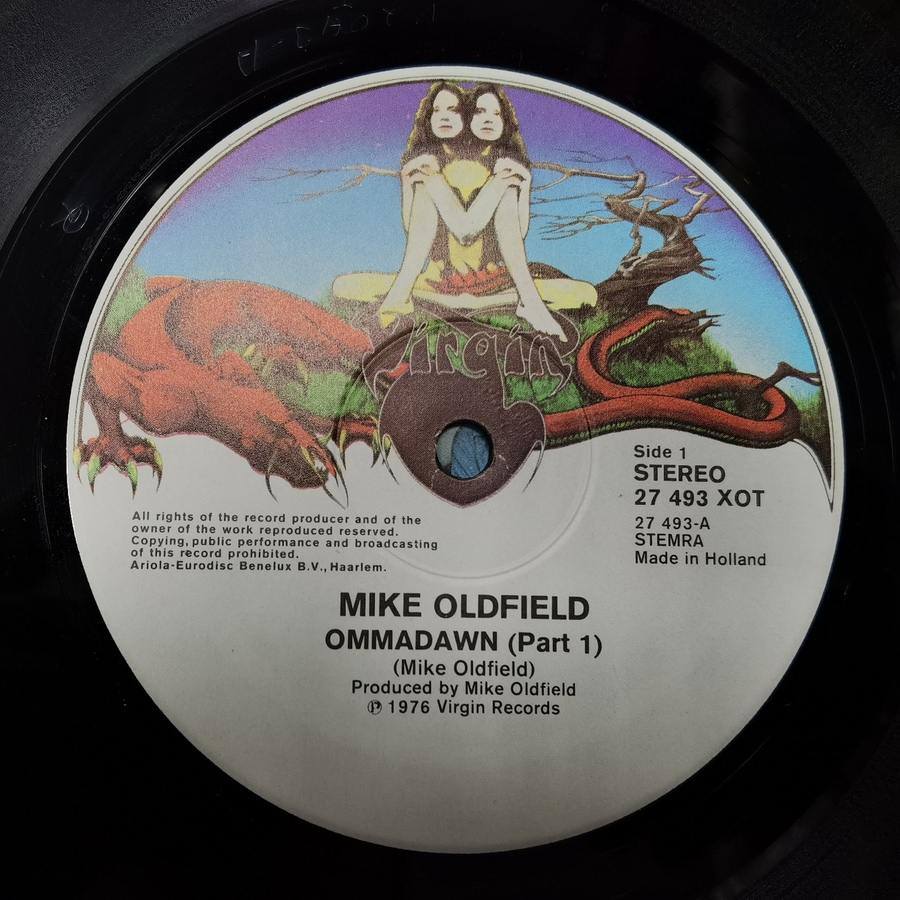 Virgin
Side 1
STEREO
27 493 XOT
27 493-A
STEMRA
Made in Holland
All rights of the record producer and of the
owner of the work reproduced reserved.
Copying, public performance and broadcasting
of this record prohibited.
Ariola-Eurodisc Benelux B.V., Haarlem.
MIKE OLDFIELD
OMMADAWN (Part 1)
(Mike Oldfield)
Produced by Mike Oldfield
℗ 1976 Virgin Records